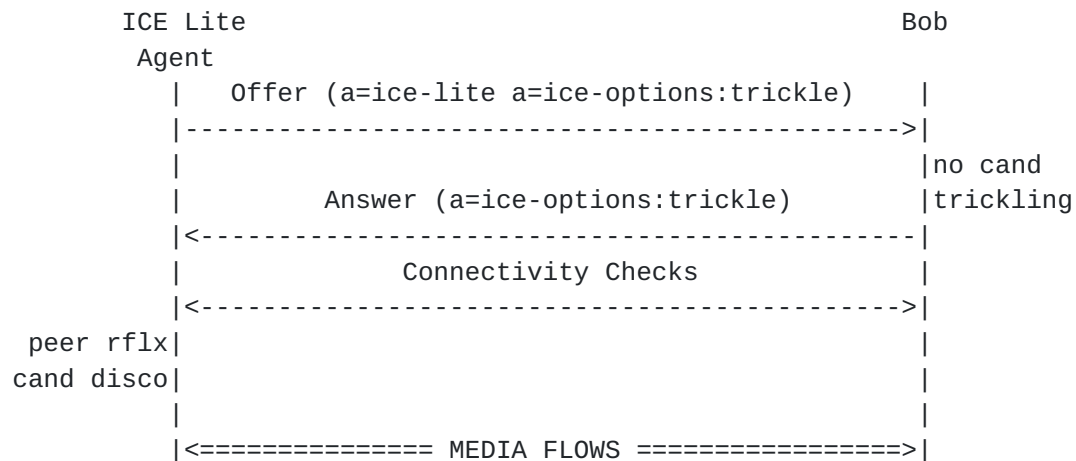 ICE Lite                                            Bob
Agent
|   Offer (a=ice-lite a=ice-options:trickle)    |
|---------------------------------------------->|
|                                               |no cand
|         Answer (a=ice-options:trickle)        |trickling
|<----------------------------------------------|
|              Connectivity Checks              |
|<--------------------------------------------->|
peer rflx|                                               |
cand disco|                                               |
|                                               |
|<=============== MEDIA FLOWS =================>|